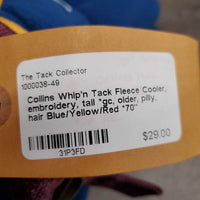 The Tack Collector
1000038-49
Collins Whip'n Tack Fleece Cooler,
embroidery, tail *gc, older, pilly,
hair Blue/Yellow/Red *70"
$29.00
31P3FD